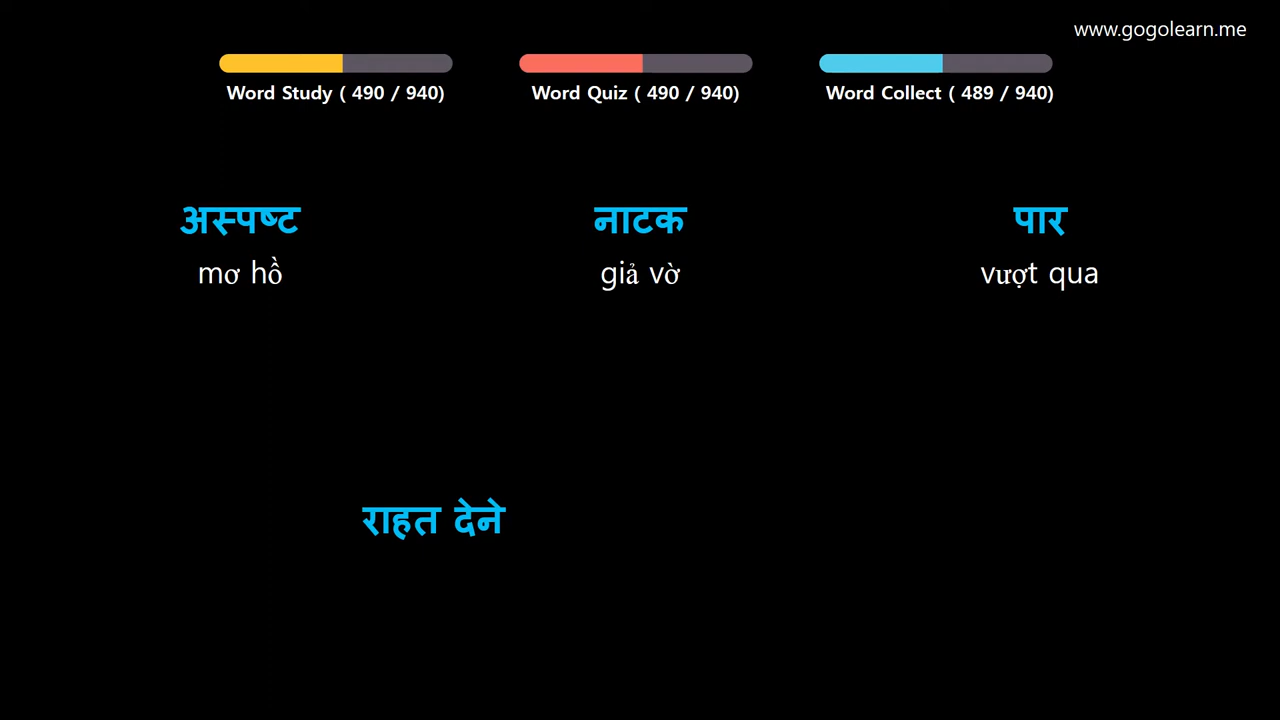 www.gogolearn.me
Word Study ( 490 / 940)
Word Quiz ( 490 / 940)
Word Collect ( 489 / 940)
अस्पष्ट
नाटक
पार
mơ hồ
giả vờ
vượt qua
राहत देने